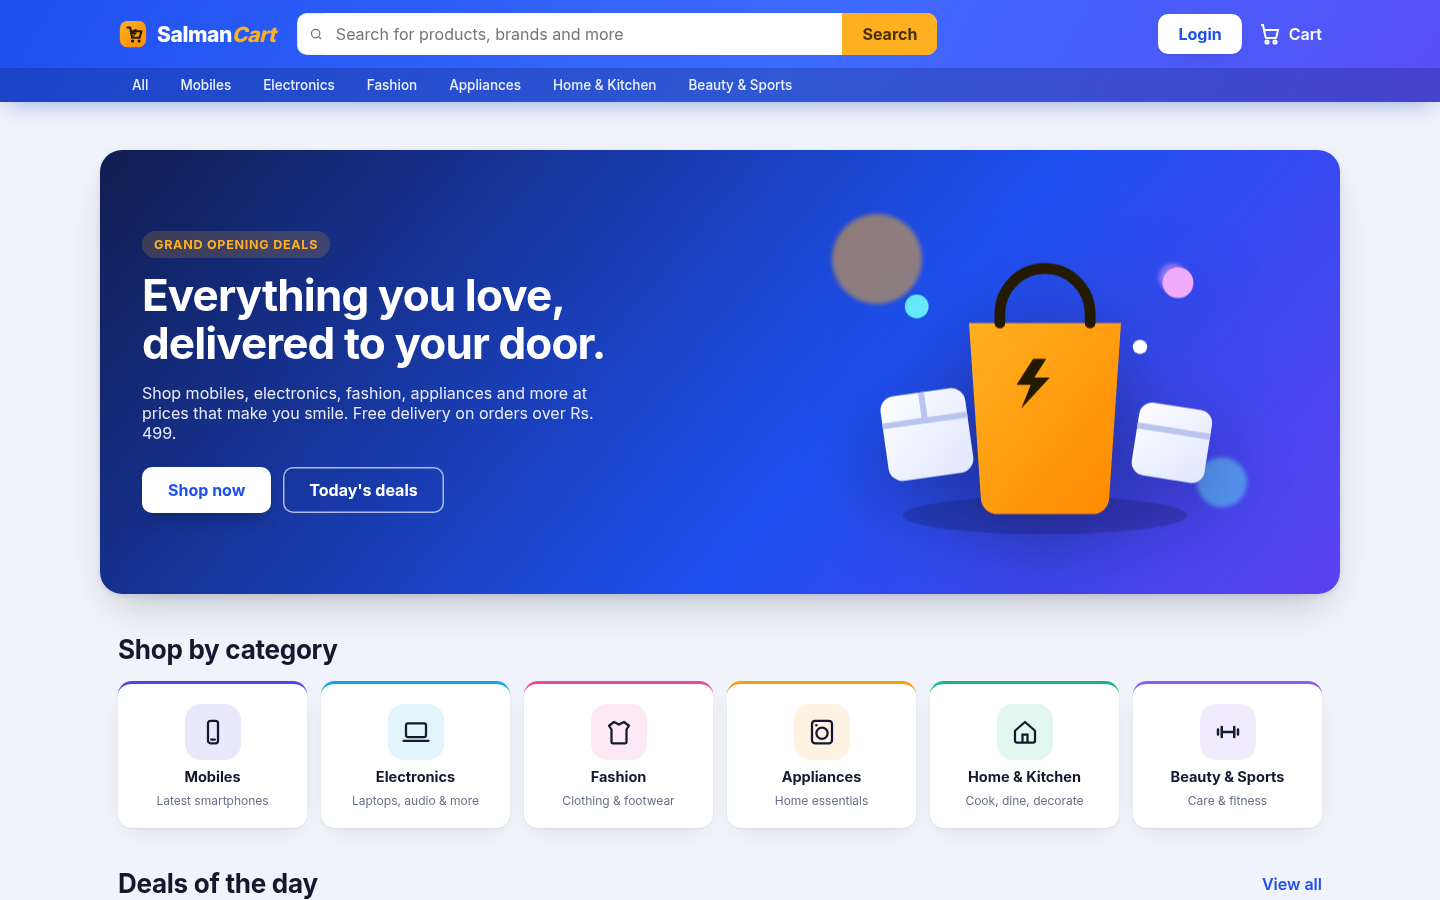 SalmanCart
Search for products, brands and more
Search
Login
Cart
All
Mobiles
Electronics
Fashion
Appliances
Home & Kitchen
Beauty & Sports
GRAND OPENING DEALS
Everything you love,
delivered to your door.
Shop mobiles, electronics, fashion, appliances and more at
prices that make you smile. Free delivery on orders over Rs.
499.
Shop now
Today's deals
Shop by category
Mobiles
Latest smartphones
Electronics
Laptops, audio & more
Fashion
Clothing & footwear
Appliances
Home essentials
Home & Kitchen
Cook, dine, decorate
Beauty & Sports
Care & fitness
Deals of the day
View all